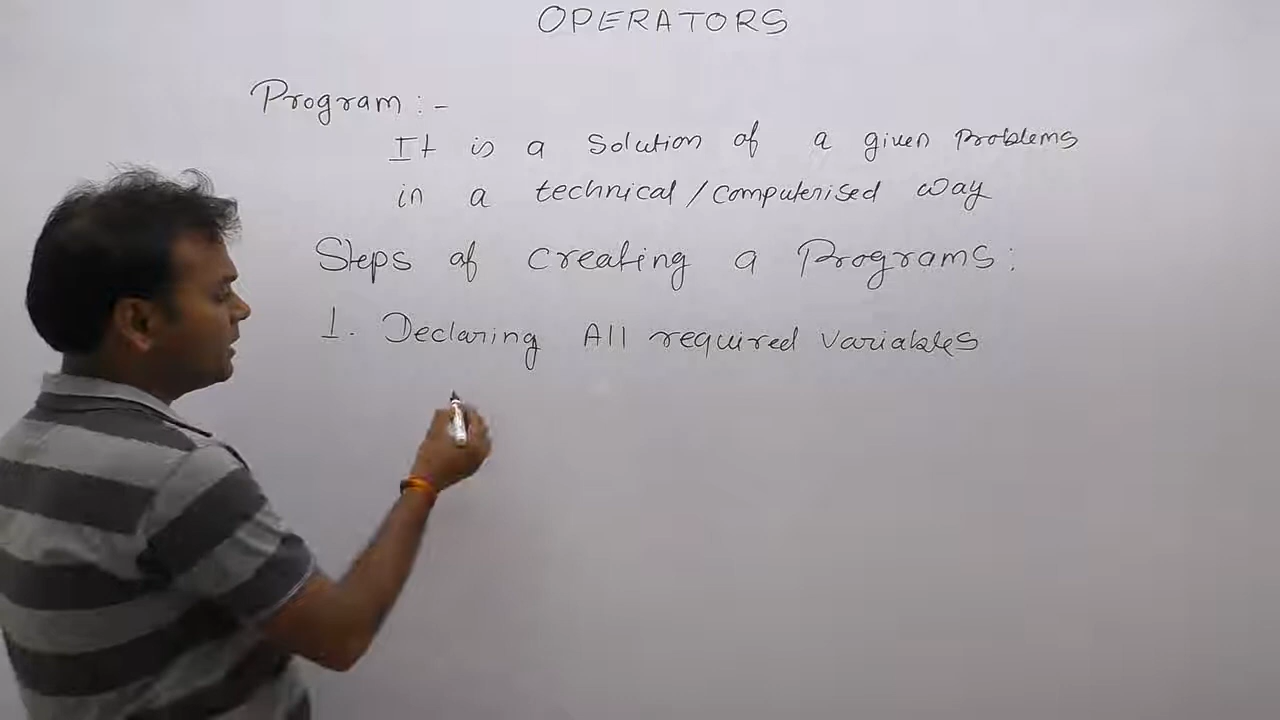 OPERATORS
Program :-
It is a solution of a given problems
in a technical/computerised way
Steps of creating a Programs :
1. Declaring All required variables